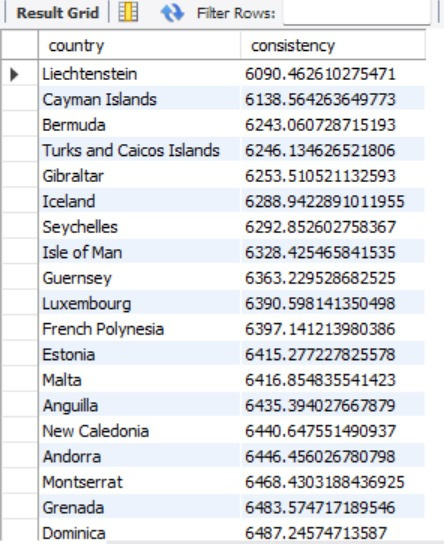 Result Grid Filter Rows:
country consistency
Liechtenstein 6090.462610275471
Cayman Islands 6138.564263649773
Bermuda 6243.060728715193
Turks and Caicos Islands 6246.134626521806
Gibraltar 6253.510521132593
Iceland 6288.9422891011955
Seychelles 6292.852602758367
Isle of Man 6328.425465841535
Guernsey 6363.229528682525
Luxembourg 6390.598141350498
French Polynesia 6397.141213980386
Estonia 6415.277227825578
Malta 6416.854835541423
Anguilla 6435.394027667879
New Caledonia 6440.647551490937
Andorra 6446.456026780798
Montserrat 6468.4303188436925
Grenada 6483.574717189546
Dominica 6487.24574713587